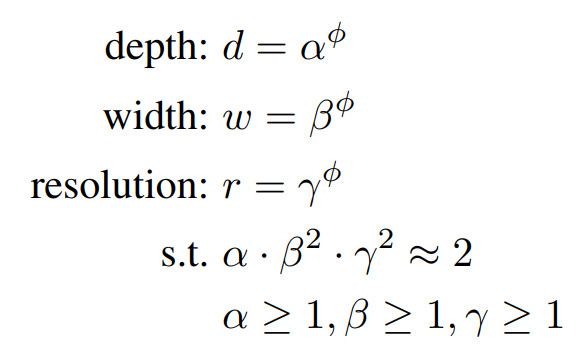 depth: d = α^ϕ
width: w = β^ϕ
resolution: r = γ^ϕ
s.t. α · β² · γ² ≈ 2
α ≥ 1, β ≥ 1, γ ≥ 1